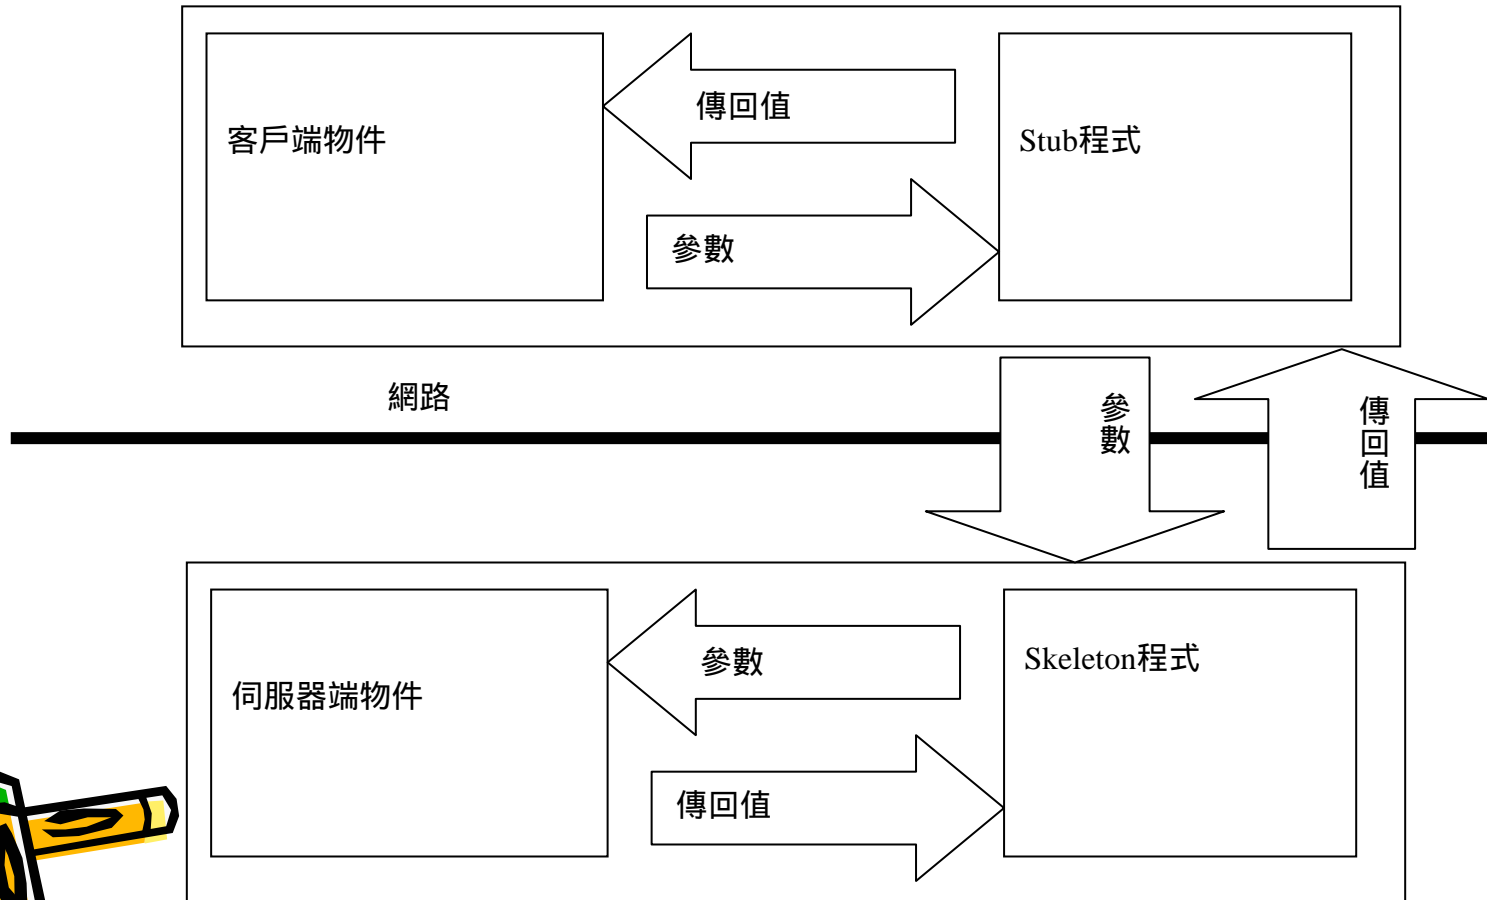 客戶端物件
傳回值
Stub程式
參數
網路
參數
傳回值
伺服器端物件
參數
Skeleton程式
傳回值